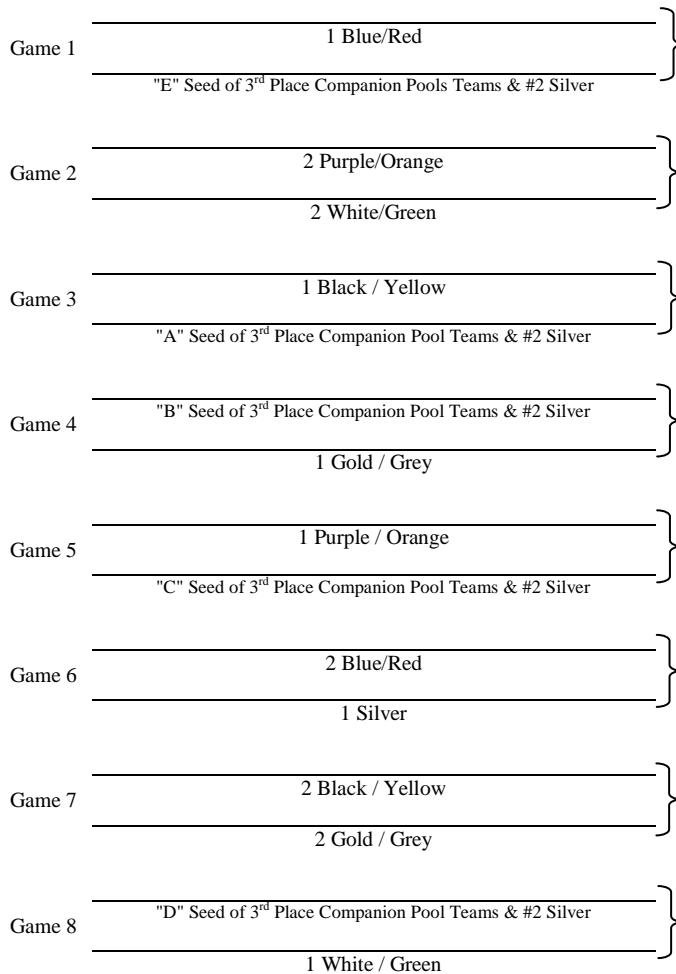 1 Blue/Red
Game 1
"E" Seed of 3rd Place Companion Pools Teams & #2 Silver
2 Purple/Orange
Game 2
2 White/Green
1 Black / Yellow
Game 3
"A" Seed of 3rd Place Companion Pool Teams & #2 Silver
"B" Seed of 3rd Place Companion Pool Teams & #2 Silver
Game 4
1 Gold / Grey
1 Purple / Orange
Game 5
"C" Seed of 3rd Place Companion Pool Teams & #2 Silver
2 Blue/Red
Game 6
1 Silver
2 Black / Yellow
Game 7
2 Gold / Grey
"D" Seed of 3rd Place Companion Pool Teams & #2 Silver
Game 8
1 White / Green